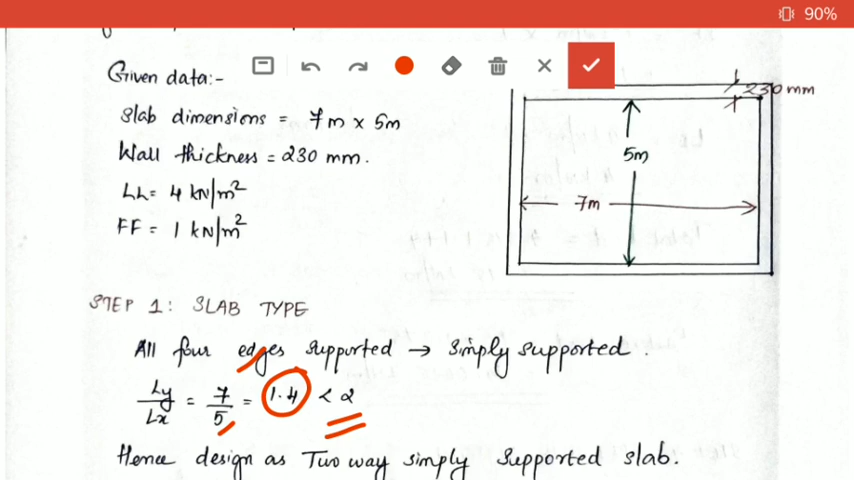 90%
Given data:-
Slab dimensions = 7m x 5m
Wall thickness = 230 mm.
LL = 4 kN/m²
FF = 1 kN/m²
230 mm
5m
7m
STEP 1: SLAB TYPE
All four edges supported → Simply supported.
Ly/Lx = 7/5 = 1.4 < 2
Hence design as Two way simply supported slab.